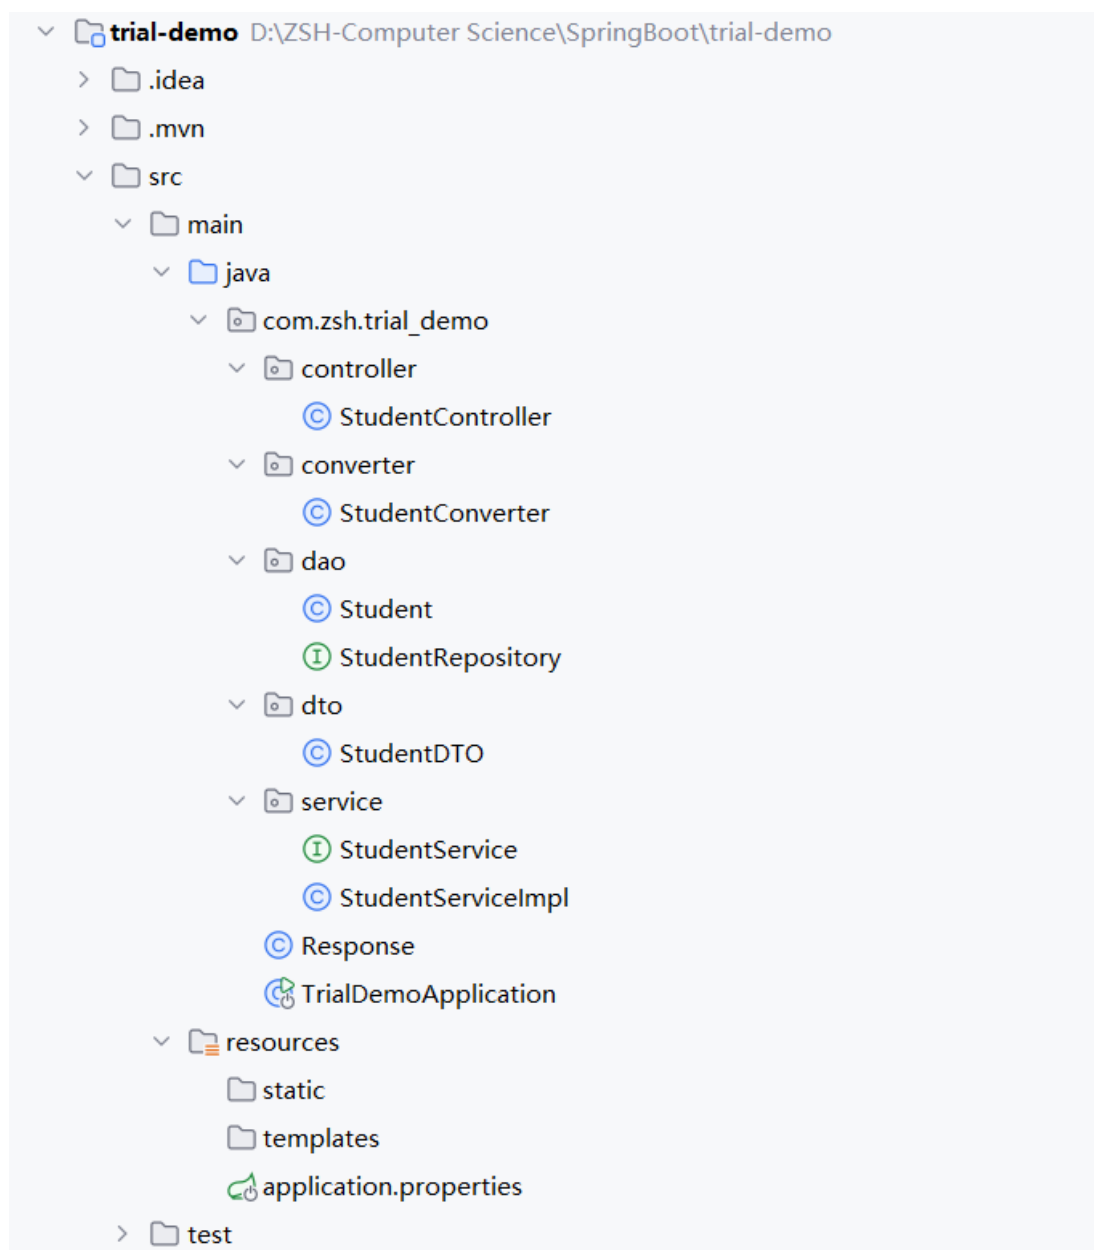 trial-demo D:\ZSH-Computer Science\SpringBoot\trial-demo
.idea
.mvn
src
main
java
com.zsh.trial_demo
controller
StudentController
converter
StudentConverter
dao
Student
StudentRepository
dto
StudentDTO
service
StudentService
StudentServiceImpl
Response
TrialDemoApplication
resources
static
templates
application.properties
test